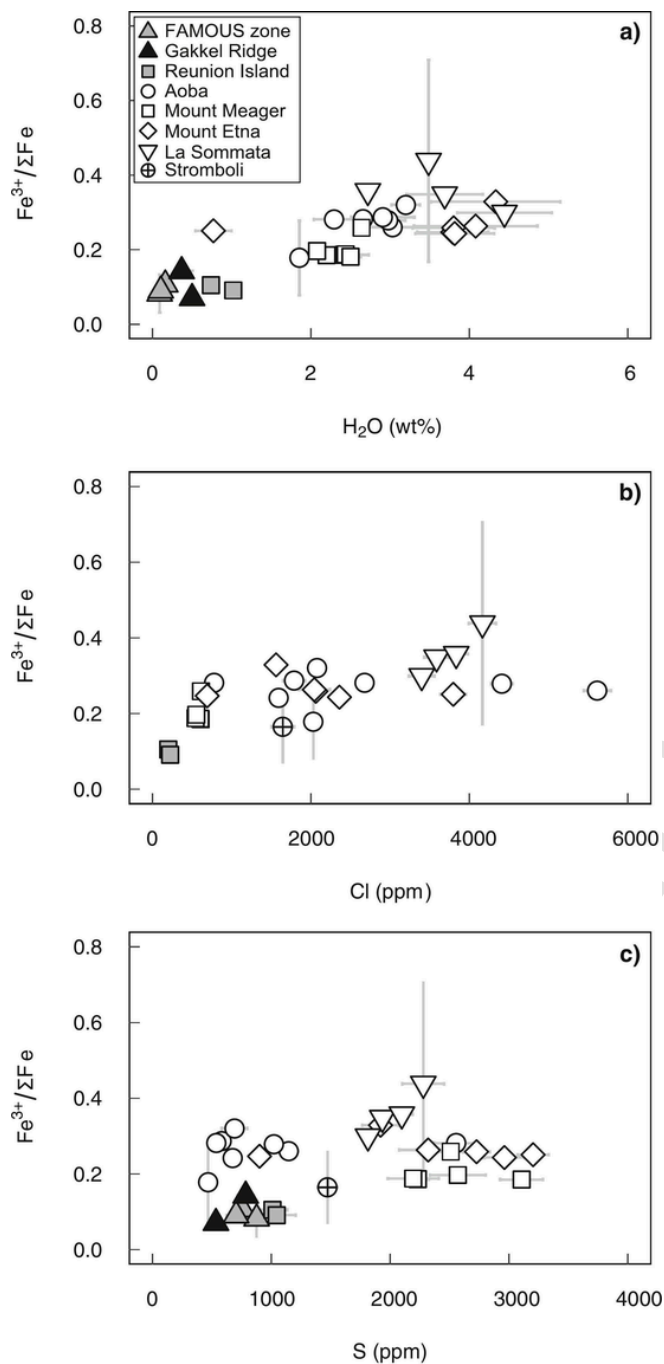 a)
FAMOUS zone
Gakkel Ridge
Reunion Island
Aoba
Mount Meager
Mount Etna
La Sommata
Stromboli
0.8
0.6
0.4
0.2
0.0
Fe³⁺/ΣFe
0 2 4 6
H₂O (wt%)
b)
0.8
0.6
0.4
0.2
0.0
Fe³⁺/ΣFe
0 2000 4000 6000
Cl (ppm)
c)
0.8
0.6
0.4
0.2
0.0
Fe³⁺/ΣFe
0 1000 2000 3000 4000
S (ppm)